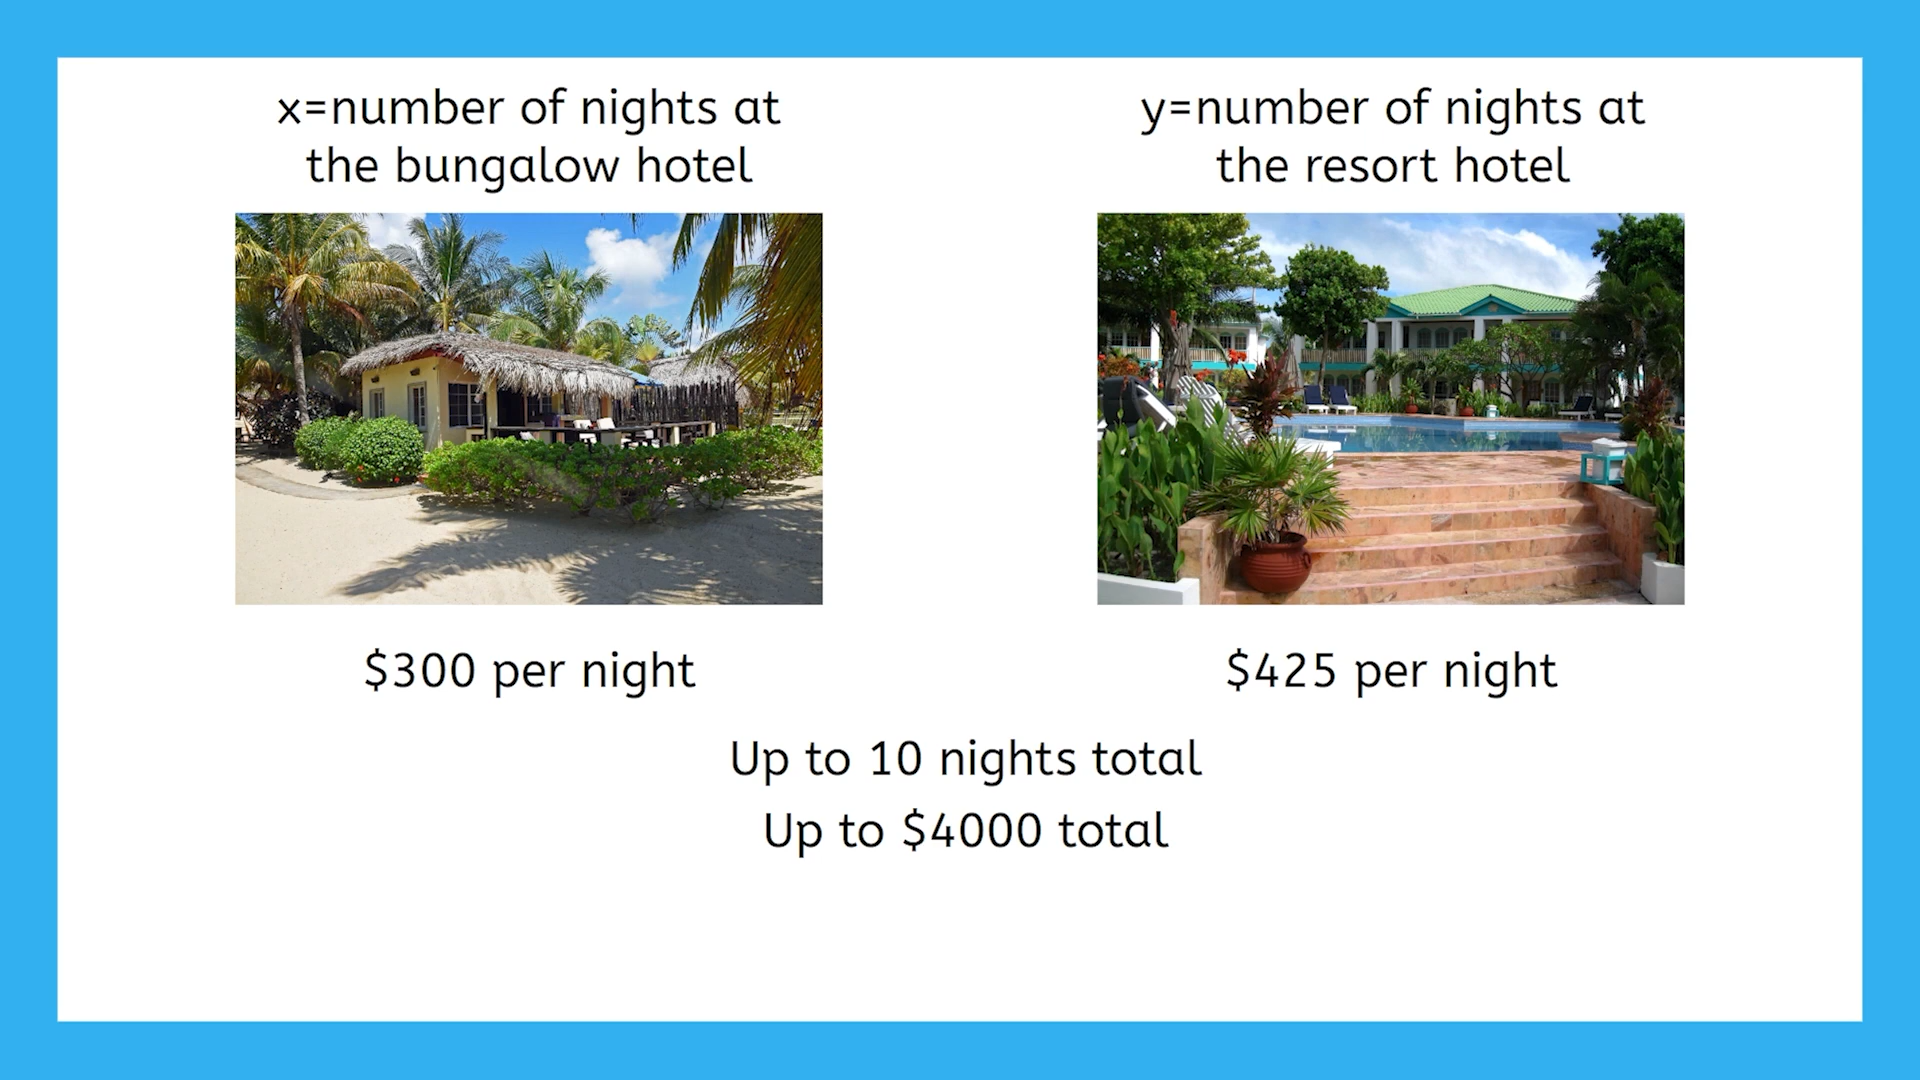 x=number of nights at
the bungalow hotel
y=number of nights at
the resort hotel
$300 per night
$425 per night
Up to 10 nights total
Up to $4000 total